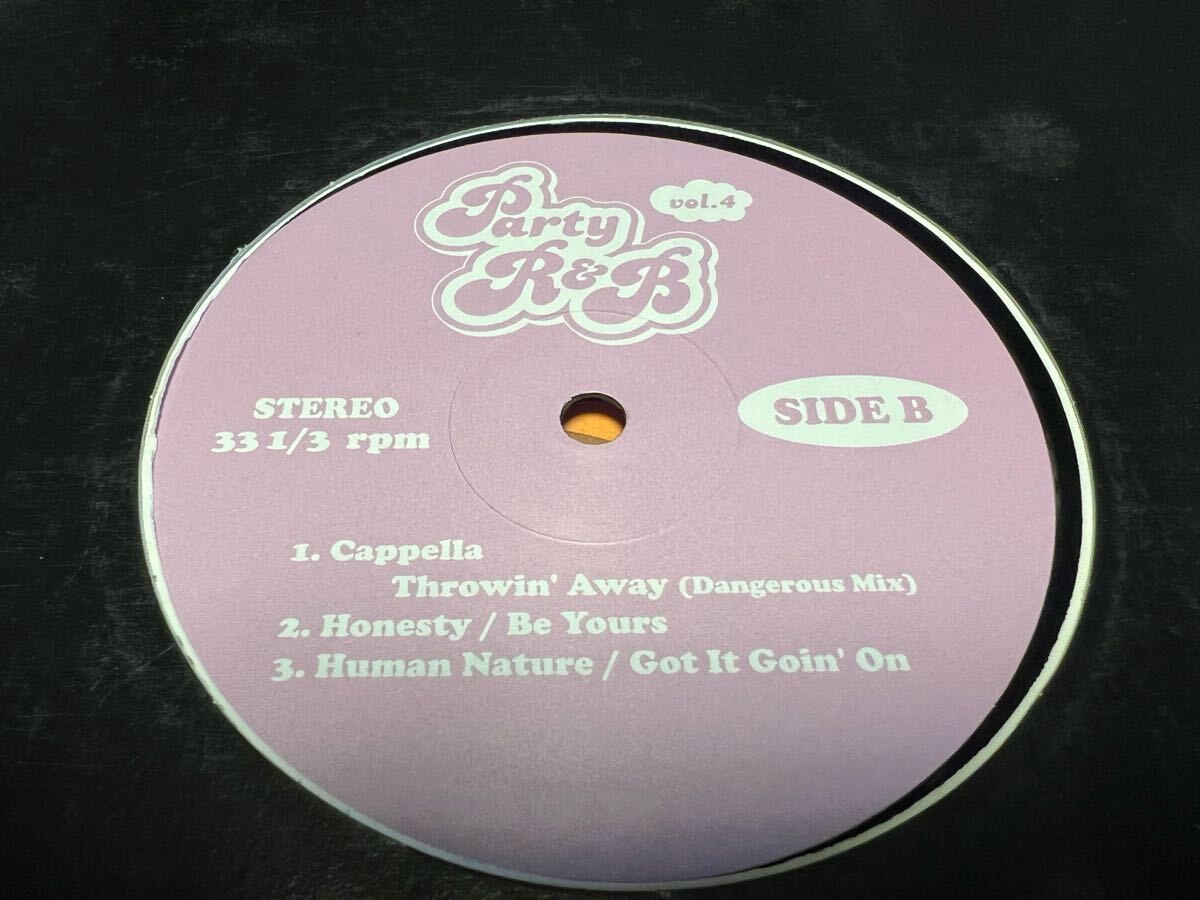 Party
vol.4
R&B
STEREO
33 1/3 rpm
SIDE B
1. Cappella
Throwin' Away (Dangerous Mix)
2. Honesty / Be Yours
3. Human Nature / Got It Goin' On